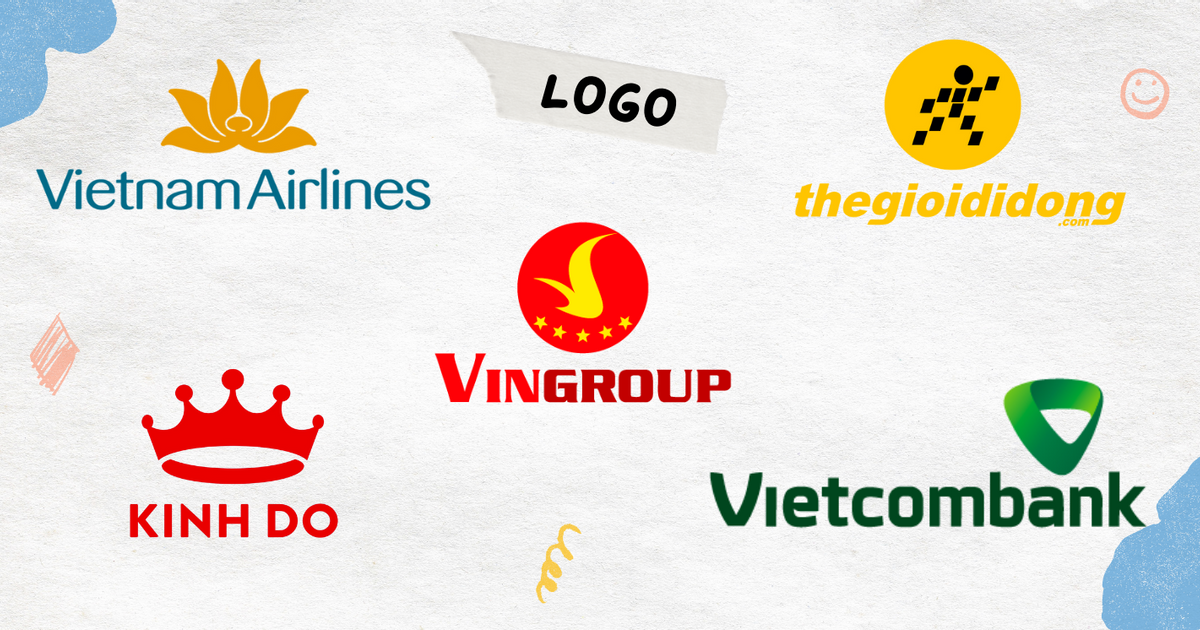 LOGO
Vietnam Airlines
thegioididong
.com
VINGROUP
KINH DO
Vietcombank